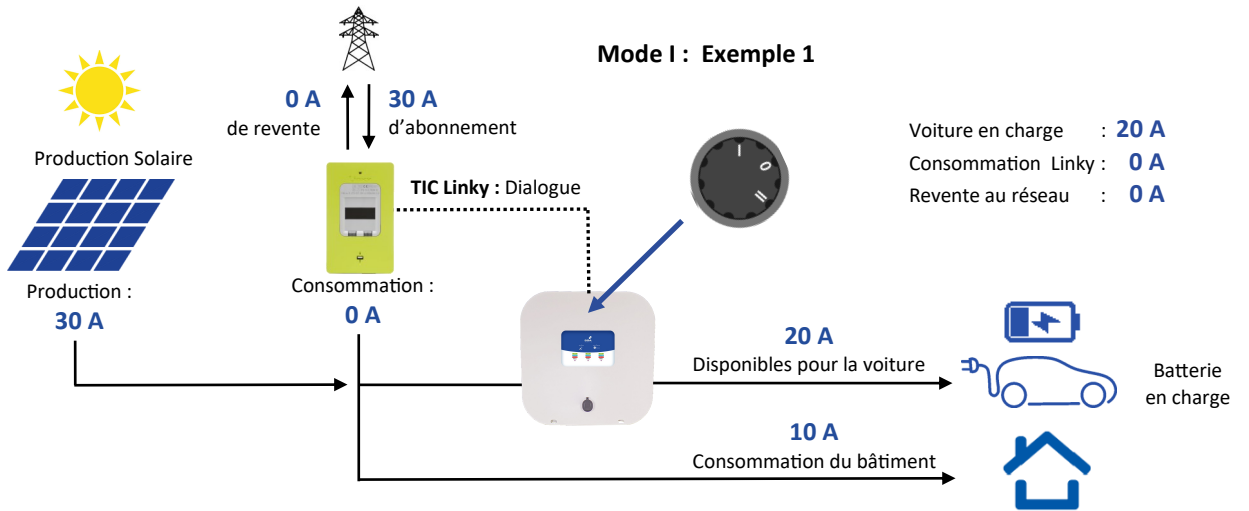 Mode I : Exemple 1
0 A
de revente
30 A
d'abonnement
Production Solaire
TIC Linky : Dialogue
I
O
II
Voiture en charge : 20 A
Consommation Linky : 0 A
Revente au réseau : 0 A
Production :
30 A
Consommation :
0 A
20 A
Disponibles pour la voiture
Batterie
en charge
10 A
Consommation du bâtiment